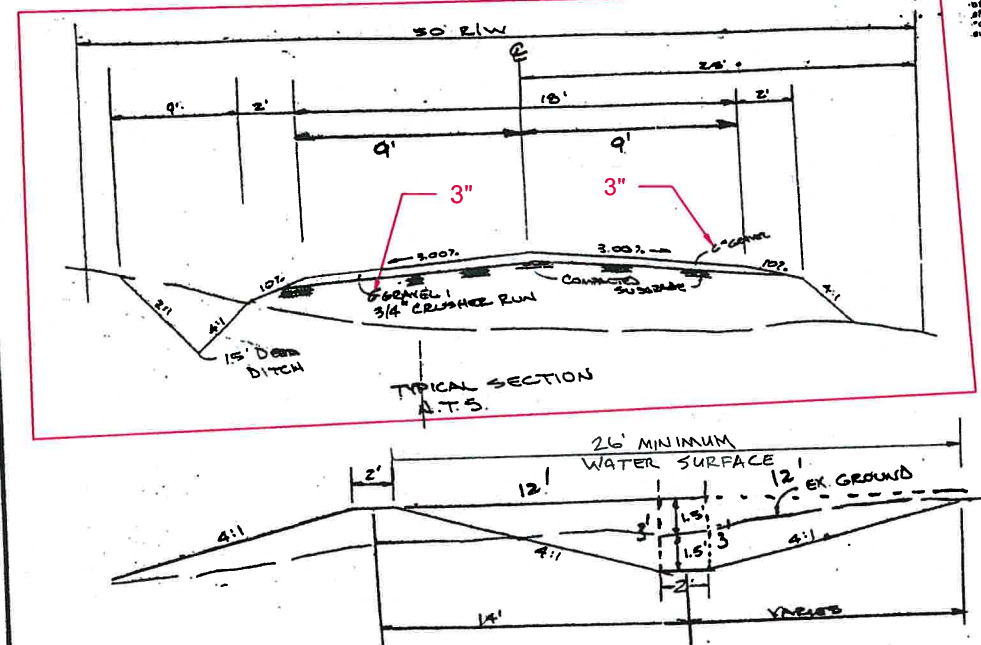 50' R/W
℄
25'
9'
2'
18'
2'
9'
9'
3"
3"
3.00%
3.00%
6" GRAVEL
10%
10%
COMPACTED
SUBGRADE
6" GRAVEL
3/4" CRUSHER RUN
2:1
4:1
4:1
1.5' DEEP
DITCH
TYPICAL SECTION
N.T.S.
26' MINIMUM
WATER SURFACE
2'
12'
12'
EX. GROUND
1.5'
3'
3'
1.5'
4:1
4:1
4:1
2'
14'
VARIES